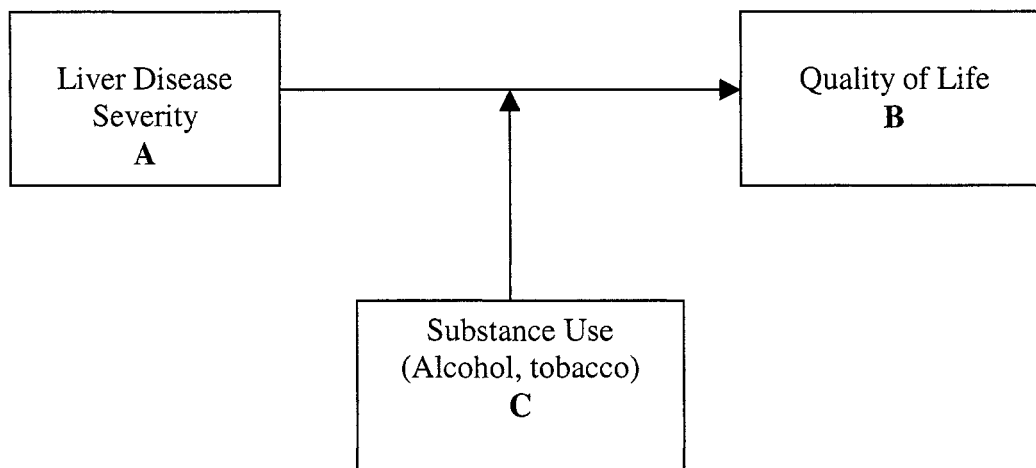 Liver Disease
Severity
A
Quality of Life
B
Substance Use
(Alcohol, tobacco)
C